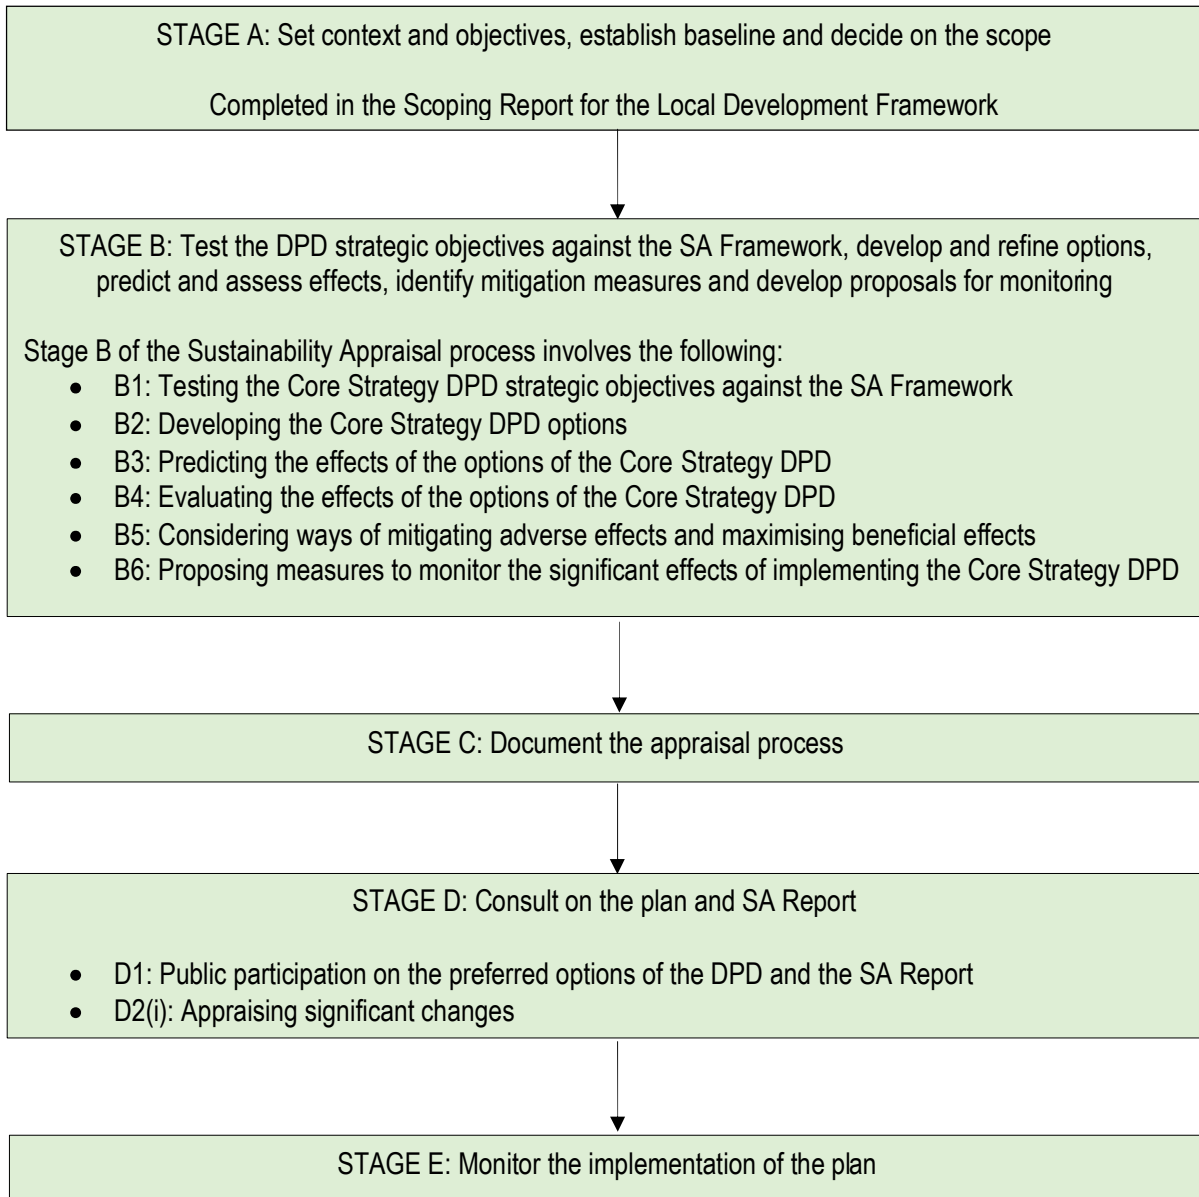 STAGE A: Set context and objectives, establish baseline and decide on the scope
Completed in the Scoping Report for the Local Development Framework
STAGE B: Test the DPD strategic objectives against the SA Framework, develop and refine options,
predict and assess effects, identify mitigation measures and develop proposals for monitoring
Stage B of the Sustainability Appraisal process involves the following:
• B1: Testing the Core Strategy DPD strategic objectives against the SA Framework
• B2: Developing the Core Strategy DPD options
• B3: Predicting the effects of the options of the Core Strategy DPD
• B4: Evaluating the effects of the options of the Core Strategy DPD
• B5: Considering ways of mitigating adverse effects and maximising beneficial effects
• B6: Proposing measures to monitor the significant effects of implementing the Core Strategy DPD
STAGE C: Document the appraisal process
STAGE D: Consult on the plan and SA Report
• D1: Public participation on the preferred options of the DPD and the SA Report
• D2(i): Appraising significant changes
STAGE E: Monitor the implementation of the plan